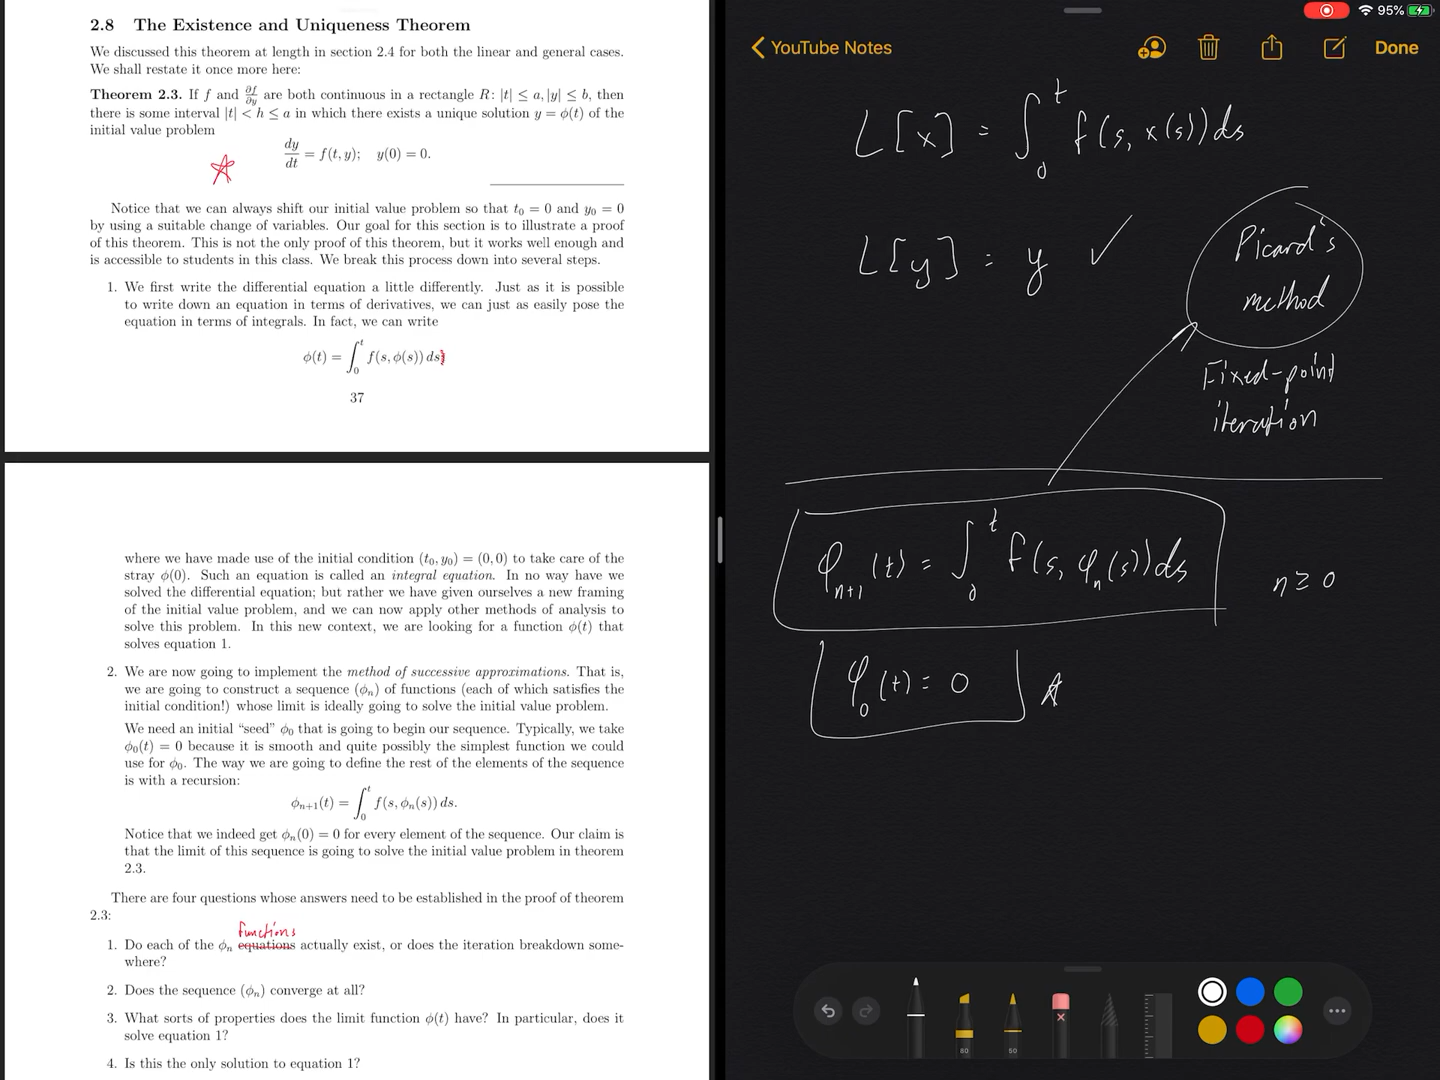 2.8 The Existence and Uniqueness Theorem
We discussed this theorem at length in section 2.4 for both the linear and general cases.
We shall restate it once more here:
Theorem 2.3. If f and ∂f/∂y are both continuous in a rectangle R: |t| ≤ a, |y| ≤ b, then
there is some interval |t| < h ≤ a in which there exists a unique solution y = ϕ(t) of the
initial value problem
dy/dt = f(t, y); y(0) = 0.
Notice that we can always shift our initial value problem so that t₀ = 0 and y₀ = 0
by using a suitable change of variables. Our goal for this section is to illustrate a proof
of this theorem. This is not the only proof of this theorem, but it works well enough and
is accessible to students in this class. We break this process down into several steps.
1. We first write the differential equation a little differently. Just as it is possible
to write down an equation in terms of derivatives, we can just as easily pose the
equation in terms of integrals. In fact, we can write
ϕ(t) = ∫₀ᵗ f(s, ϕ(s)) ds
37
where we have made use of the initial condition (t₀, y₀) = (0, 0) to take care of the
stray ϕ(0). Such an equation is called an integral equation. In no way have we
solved the differential equation; but rather we have given ourselves a new framing
of the initial value problem, and we can now apply other methods of analysis to
solve this problem. In this new context, we are looking for a function ϕ(t) that
solves equation 1.
2. We are now going to implement the method of successive approximations. That is,
we are going to construct a sequence (ϕₙ) of functions (each of which satisfies the
initial condition!) whose limit is ideally going to solve the initial value problem.
We need an initial “seed” ϕ₀ that is going to begin our sequence. Typically, we take
ϕ₀(t) = 0 because it is smooth and quite possibly the simplest function we could
use for ϕ₀. The way we are going to define the rest of the elements of the sequence
is with a recursion:
ϕₙ₊₁(t) = ∫₀ᵗ f(s, ϕₙ(s)) ds.
Notice that we indeed get ϕₙ(0) = 0 for every element of the sequence. Our claim is
that the limit of this sequence is going to solve the initial value problem in theorem
2.3.
There are four questions whose answers need to be established in the proof of theorem
2.3:
functions
1. Do each of the ϕₙ equations actually exist, or does the iteration breakdown some-
where?
2. Does the sequence (ϕₙ) converge at all?
3. What sorts of properties does the limit function ϕ(t) have? In particular, does it
solve equation 1?
4. Is this the only solution to equation 1?
95%
YouTube Notes
Done
L[x] = ∫₀ᵗ f(s, x(s)) ds
L[y] = y ✓
Picard's
method
Fixed-point
iteration
φₙ₊₁(t) = ∫₀ᵗ f(s, φₙ(s)) ds
n ≥ 0
φ₀(t) = 0
80
50